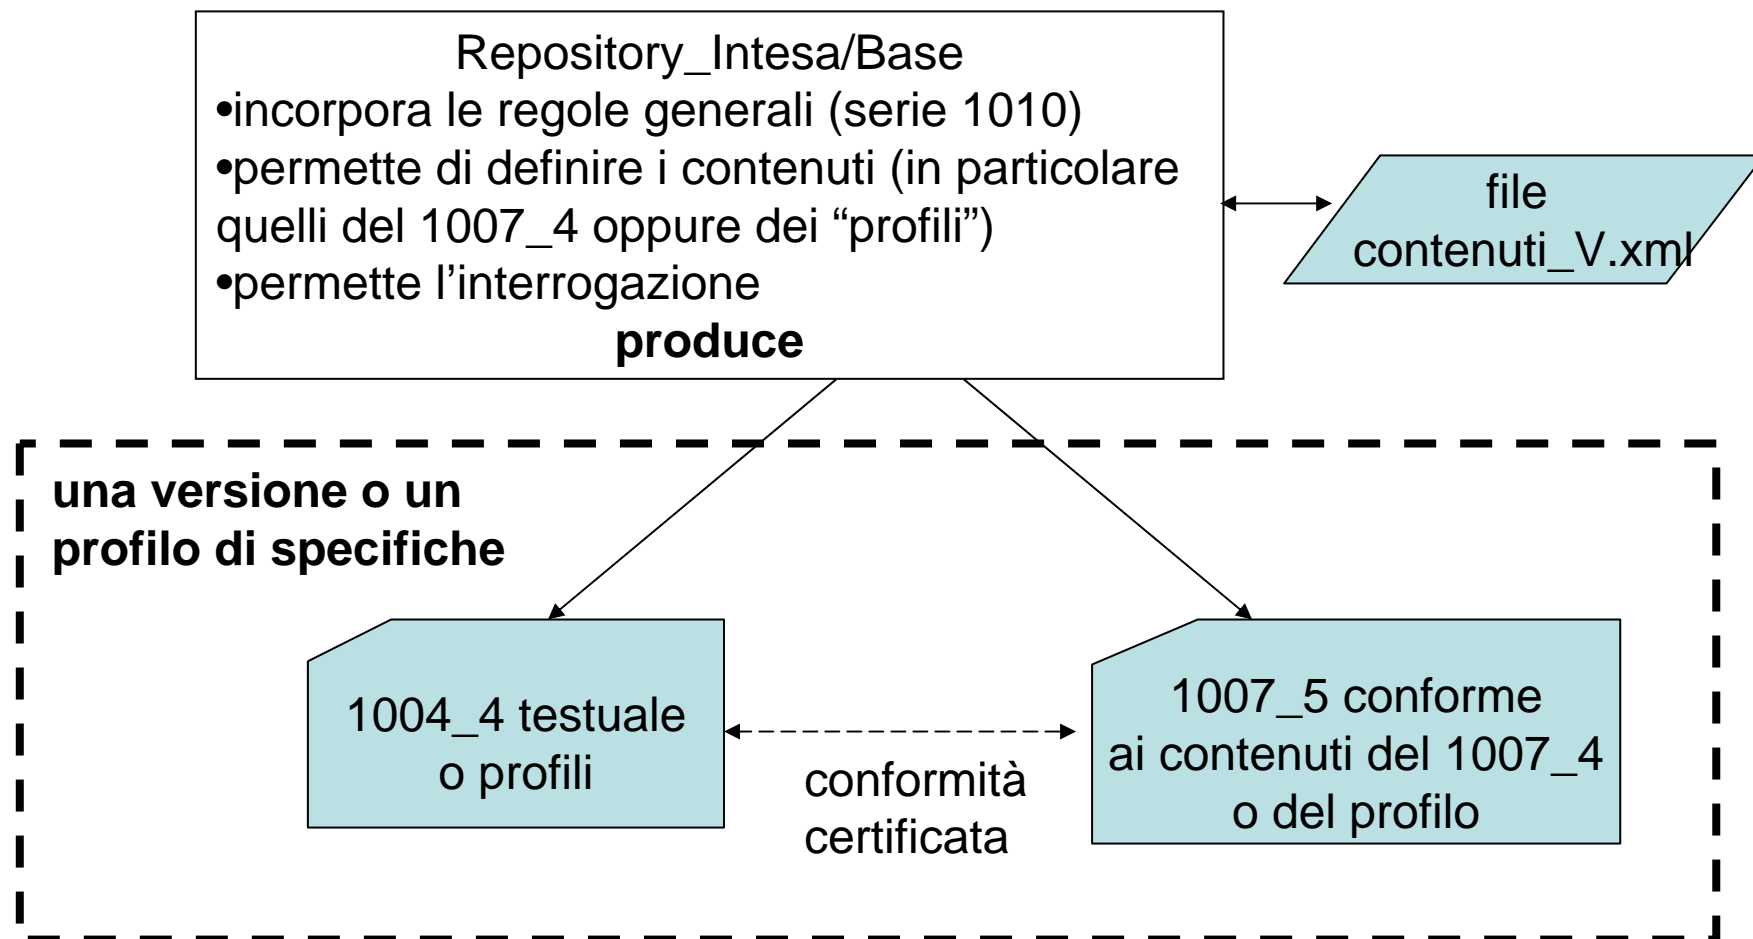 Repository_Intesa/Base
•incorpora le regole generali (serie 1010)
•permette di definire i contenuti (in particolare
quelli del 1007_4 oppure dei “profili”)
•permette l’interrogazione
produce
file
contenuti_V.xml
una versione o un
profilo di specifiche
1004_4 testuale
o profili
conformità
certificata
1007_5 conforme
ai contenuti del 1007_4
o del profilo